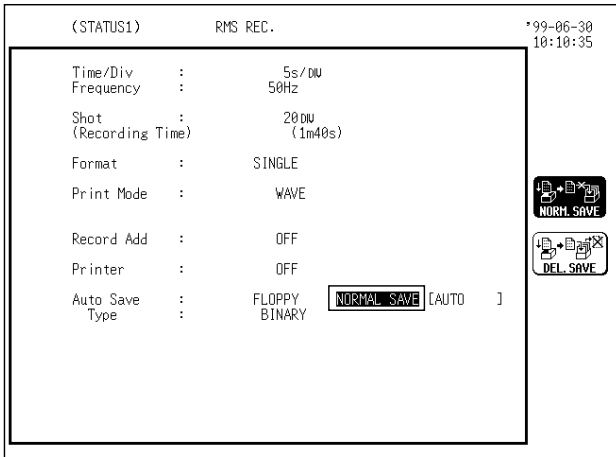 (STATUS1) RMS REC. '99-06-30
10:10:35
Time/Div : 5s/DIV
Frequency : 50Hz
Shot : 20DIV
(Recording Time) (1m40s)
Format : SINGLE
Print Mode : WAVE
NORM.SAVE
Record Add : OFF
Printer : OFF
DEL.SAVE
Auto Save : FLOPPY NORMAL SAVE [AUTO ]
Type : BINARY